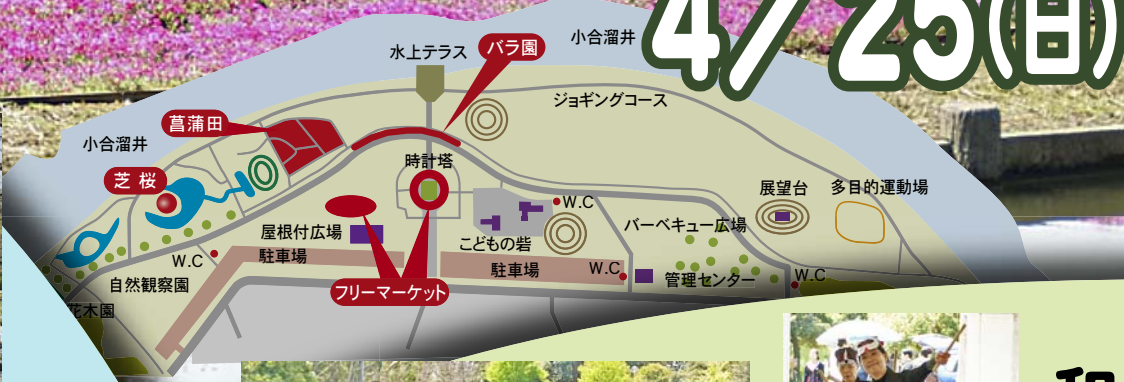 4/25(日)
水上テラス
バラ園
小合溜井
ジョギングコース
菖蒲田
小合溜井
芝桜
時計塔
展望台
多目的運動場
W.C
バーベキュー広場
屋根付広場
こどもの砦
W.C
駐車場
駐車場
W.C
管理センター
W.C
自然観察園
フリーマーケット
花木園